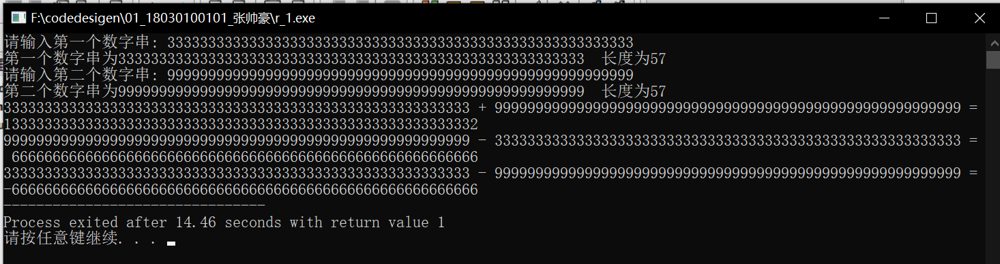 F:\codedesigen\01_18030100101_张帅豪\r_1.exe
请输入第一个数字串: 333333333333333333333333333333333333333333333333333333333
第一个数字串为333333333333333333333333333333333333333333333333333333333  长度为57
请输入第二个数字串: 999999999999999999999999999999999999999999999999999999999
第二个数字串为999999999999999999999999999999999999999999999999999999999  长度为57
333333333333333333333333333333333333333333333333333333333 + 999999999999999999999999999999999999999999999999999999999 =
1333333333333333333333333333333333333333333333333333333332
999999999999999999999999999999999999999999999999999999999 - 333333333333333333333333333333333333333333333333333333333 =
 666666666666666666666666666666666666666666666666666666666
333333333333333333333333333333333333333333333333333333333 - 999999999999999999999999999999999999999999999999999999999 =
-666666666666666666666666666666666666666666666666666666666
--------------------------------
Process exited after 14.46 seconds with return value 1
请按任意键继续. . .